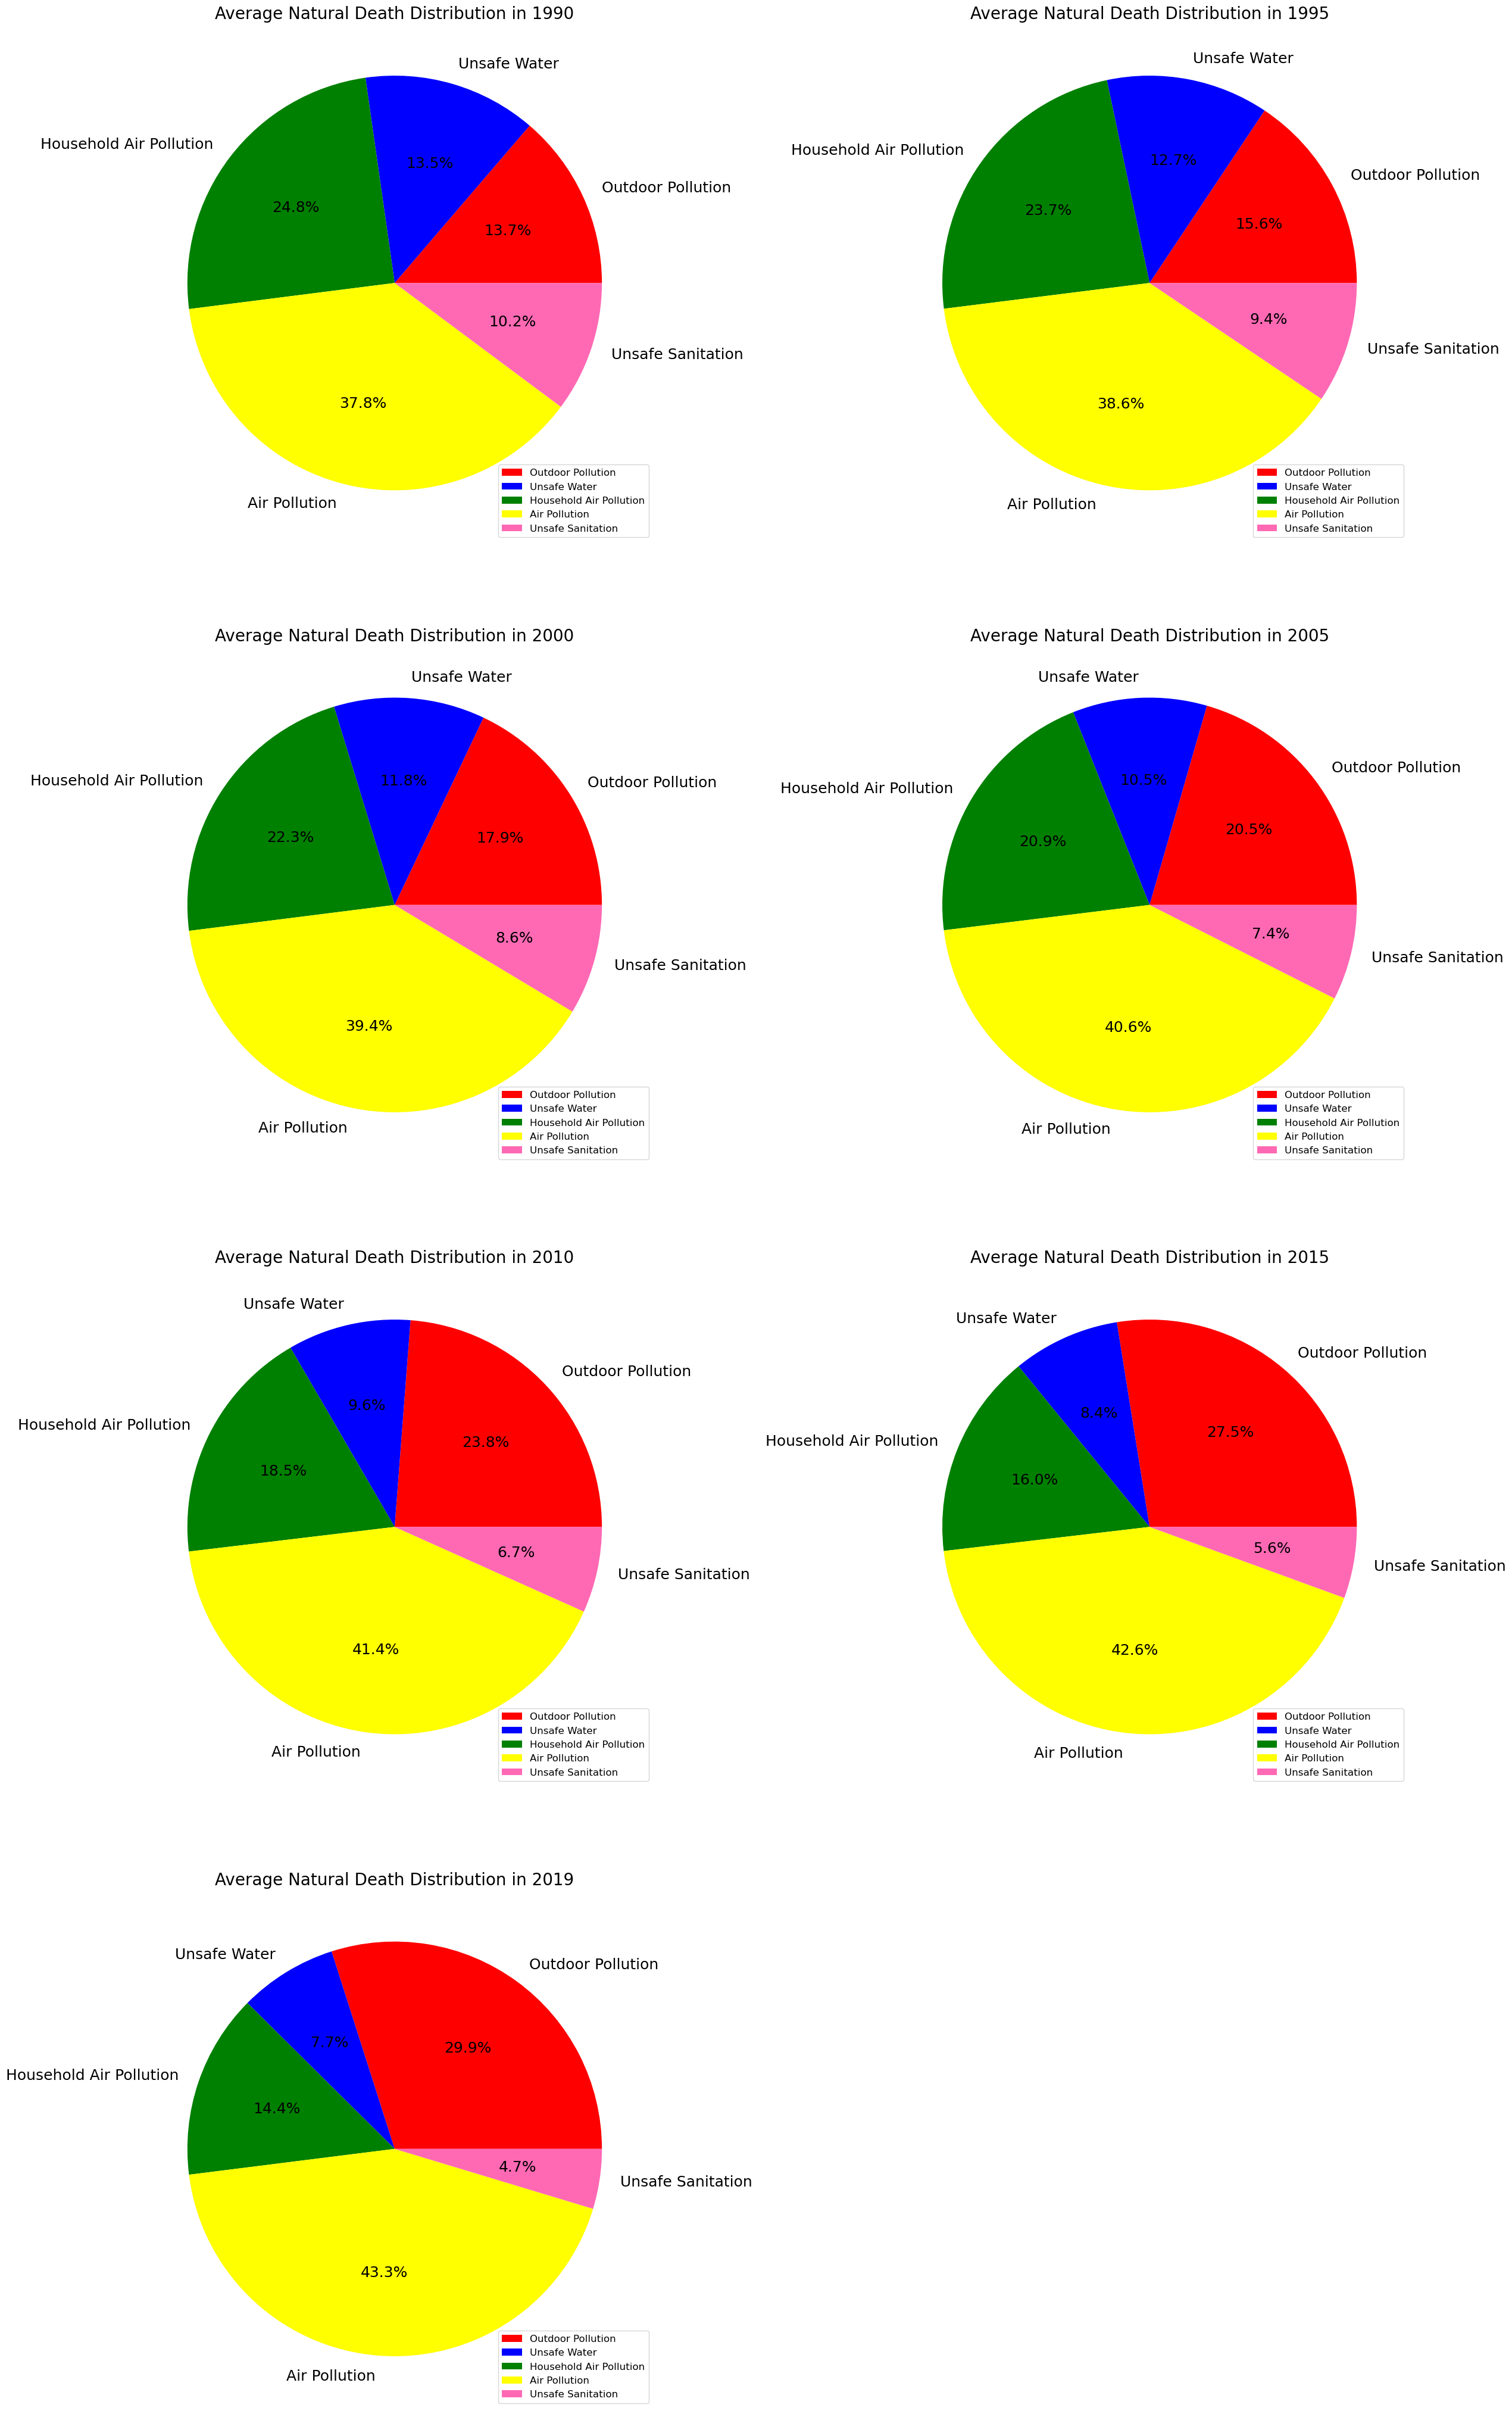 Average Natural Death Distribution in 1990
Unsafe Water
Household Air Pollution
13.5%
Outdoor Pollution
24.8%
13.7%
10.2%
Unsafe Sanitation
37.8%
Air Pollution
Outdoor Pollution
Unsafe Water
Household Air Pollution
Air Pollution
Unsafe Sanitation
Average Natural Death Distribution in 1995
Unsafe Water
Household Air Pollution
12.7%
Outdoor Pollution
23.7%
15.6%
9.4%
Unsafe Sanitation
38.6%
Air Pollution
Outdoor Pollution
Unsafe Water
Household Air Pollution
Air Pollution
Unsafe Sanitation
Average Natural Death Distribution in 2000
Unsafe Water
Household Air Pollution
11.8%
Outdoor Pollution
22.3%
17.9%
8.6%
Unsafe Sanitation
39.4%
Air Pollution
Outdoor Pollution
Unsafe Water
Household Air Pollution
Air Pollution
Unsafe Sanitation
Average Natural Death Distribution in 2005
Unsafe Water
Outdoor Pollution
Household Air Pollution
10.5%
20.5%
20.9%
7.4%
Unsafe Sanitation
40.6%
Air Pollution
Outdoor Pollution
Unsafe Water
Household Air Pollution
Air Pollution
Unsafe Sanitation
Average Natural Death Distribution in 2010
Unsafe Water
Outdoor Pollution
9.6%
Household Air Pollution
23.8%
18.5%
6.7%
Unsafe Sanitation
41.4%
Air Pollution
Outdoor Pollution
Unsafe Water
Household Air Pollution
Air Pollution
Unsafe Sanitation
Average Natural Death Distribution in 2015
Unsafe Water
Outdoor Pollution
8.4%
27.5%
Household Air Pollution
16.0%
5.6%
Unsafe Sanitation
42.6%
Air Pollution
Outdoor Pollution
Unsafe Water
Household Air Pollution
Air Pollution
Unsafe Sanitation
Average Natural Death Distribution in 2019
Unsafe Water
Outdoor Pollution
7.7%
29.9%
Household Air Pollution
14.4%
4.7%
Unsafe Sanitation
43.3%
Air Pollution
Outdoor Pollution
Unsafe Water
Household Air Pollution
Air Pollution
Unsafe Sanitation